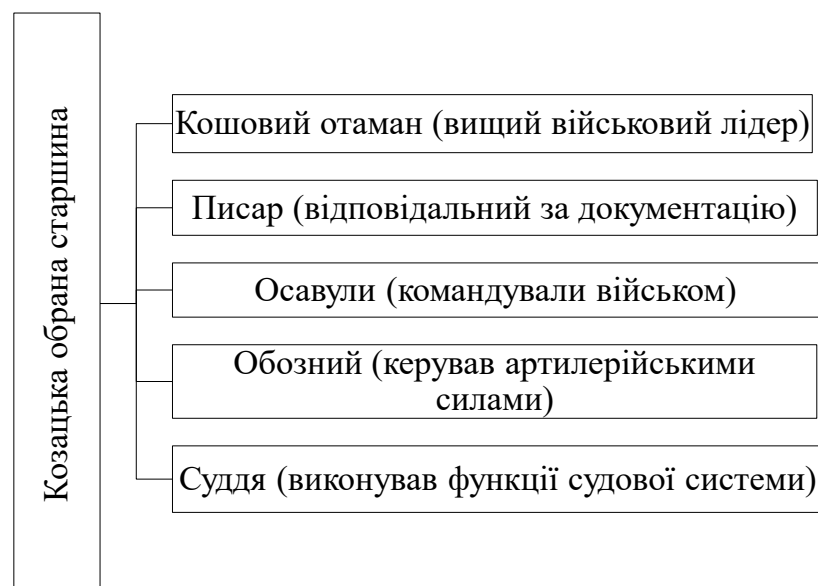 Козацька обрана старшина
Кошовий отаман (вищий військовий лідер)
Писар (відповідальний за документацію)
Осавули (командували військом)
Обозний (керував артилерійськими
силами)
Суддя (виконував функції судової системи)